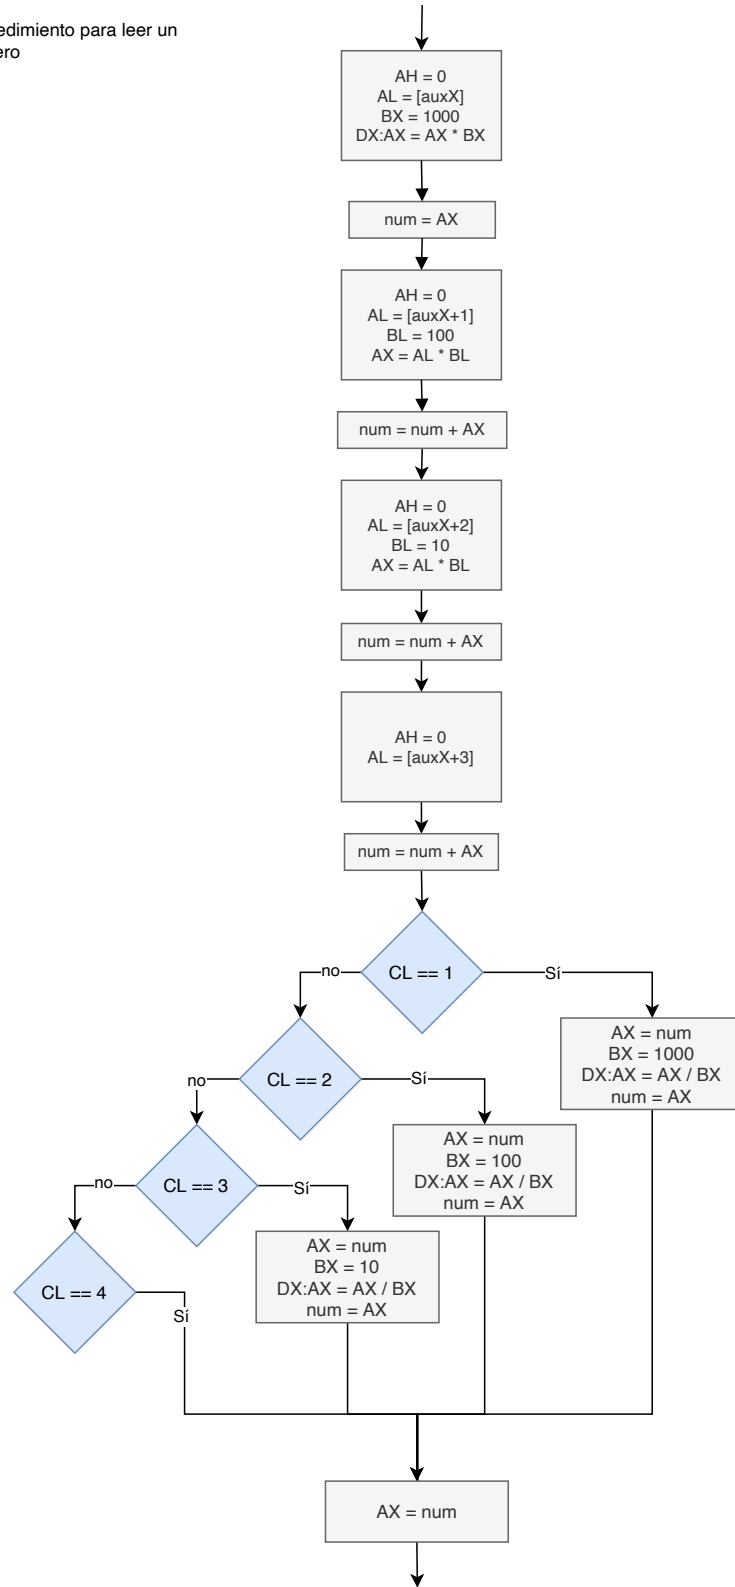 edimiento para leer un
ero
AH = 0
AL = [auxX]
BX = 1000
DX:AX = AX * BX
num = AX
AH = 0
AL = [auxX+1]
BL = 100
AX = AL * BL
num = num + AX
AH = 0
AL = [auxX+2]
BL = 10
AX = AL * BL
num = num + AX
AH = 0
AL = [auxX+3]
num = num + AX
CL == 1
no
Sí
AX = num
BX = 1000
DX:AX = AX / BX
num = AX
CL == 2
no
Sí
AX = num
BX = 100
DX:AX = AX / BX
num = AX
CL == 3
no
Sí
AX = num
BX = 10
DX:AX = AX / BX
num = AX
CL == 4
Sí
AX = num